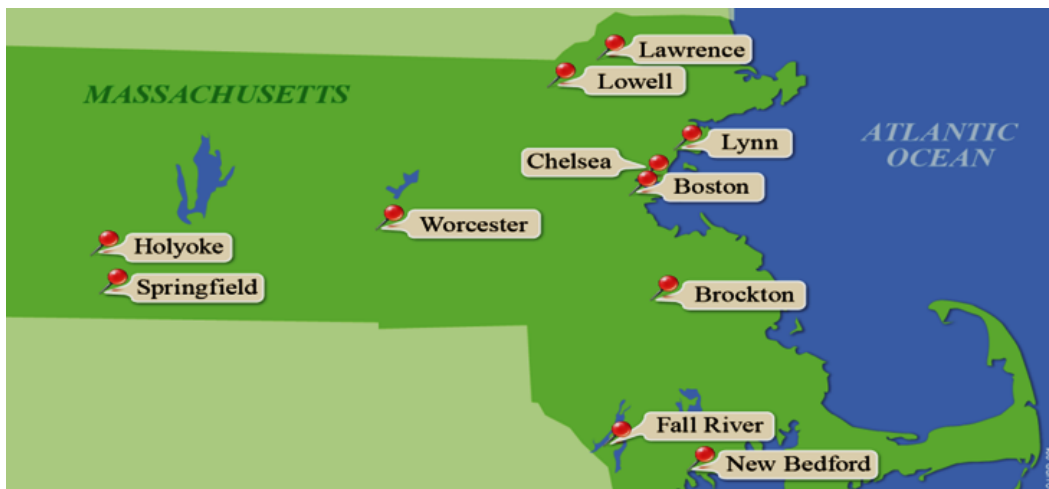 Lawrence
Lowell
MASSACHUSETTS
ATLANTIC
OCEAN
Lynn
Chelsea
Boston
Worcester
Holyoke
Springfield
Brockton
Fall River
New Bedford